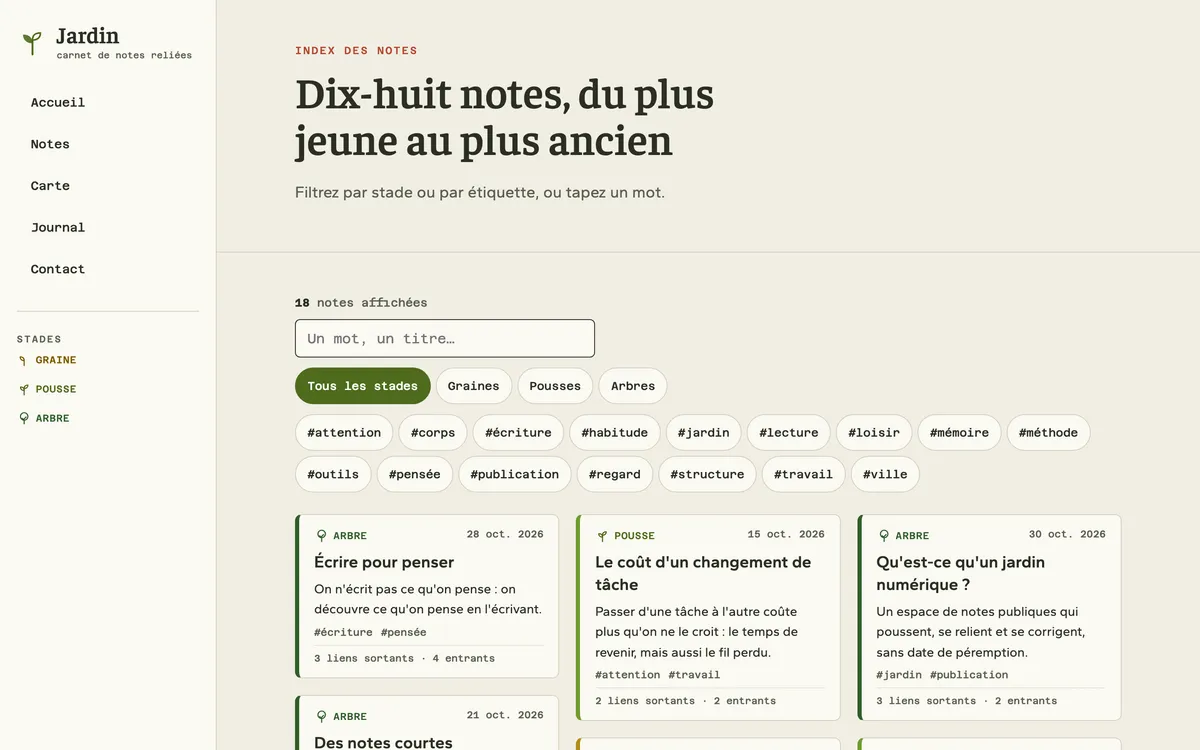 Jardin
carnet de notes reliées
Accueil
Notes
Carte
Journal
Contact
STADES
GRAINE
POUSSE
ARBRE
INDEX DES NOTES
Dix-huit notes, du plus
jeune au plus ancien
Filtrez par stade ou par étiquette, ou tapez un mot.
18 notes affichées
Un mot, un titre…
Tous les stades Graines Pousses Arbres
#attention #corps #écriture #habitude #jardin #lecture #loisir #mémoire #méthode
#outils #pensée #publication #regard #structure #travail #ville
ARBRE 28 oct. 2026
Écrire pour penser
On n'écrit pas ce qu'on pense : on
découvre ce qu'on pense en l'écrivant.
#écriture #pensée
3 liens sortants · 4 entrants
POUSSE 15 oct. 2026
Le coût d'un changement de
tâche
Passer d'une tâche à l'autre coûte
plus qu'on ne le croit : le temps de
revenir, mais aussi le fil perdu.
#attention #travail
2 liens sortants · 2 entrants
ARBRE 30 oct. 2026
Qu'est-ce qu'un jardin
numérique ?
Un espace de notes publiques qui
poussent, se relient et se corrigent,
sans date de péremption.
#jardin #publication
3 liens sortants · 2 entrants
ARBRE 21 oct. 2026
Des notes courtes